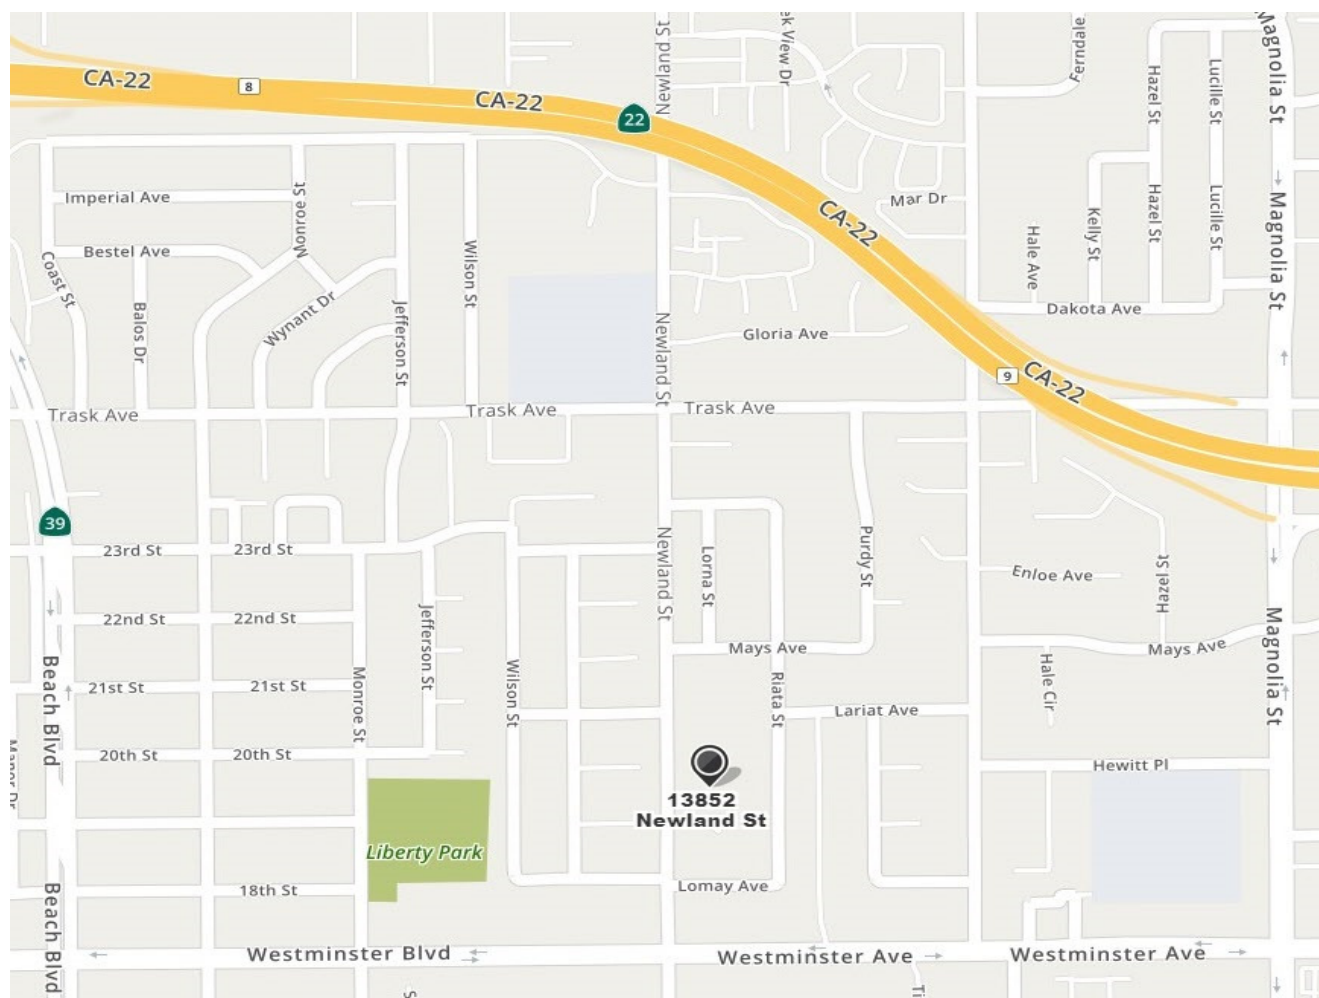 Newland St
ek View Dr
Ferndale
Magnolia St
CA-22
8
CA-22
22
Hazel St
Lucille St
Imperial Ave
Monroe St
Mar Dr
CA-22
Kelly St
Hazel St
Lucille St
Magnolia St
Bestel Ave
Coast St
Wilson St
Hale Ave
Balos Dr
Wynant Dr
Jefferson St
Newland St
Gloria Ave
Dakota Ave
9
CA-22
Trask Ave
Trask Ave
Trask Ave
39
23rd St
23rd St
Newland St
Lorna St
Purdy St
Enloe Ave
Hazel St
22nd St
22nd St
Jefferson St
Mays Ave
Mays Ave
Magnolia St
Beach Blvd
21st St
21st St
Monroe St
Wilson St
Riata St
Lariat Ave
Hale Cir
Manor Dr
20th St
20th St
Hewitt Pl
13852
Newland St
Liberty Park
Beach Blvd
18th St
Lomay Ave
Westminster Blvd
Westminster Ave
Westminster Ave
S
Ti